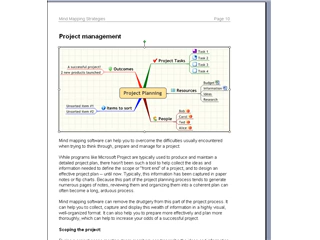 Mind Mapping Strategies Page 10
Project management
Project Planning
Project Tasks
Task 1
Task 2
Task 3
Task 4
Outcomes
A successful project!
Resources
Budget
Information
Ideas
Research
Items to sort
Unsorted item #1
Unsorted item #2
People
Bob
Carol
Ted
Alice
Mind mapping software can help you to overcome the difficulties usually encountered
when trying to think through, prepare and manage for a project.
While programs like Microsoft Project are typically used to produce and maintain a
detailed project plan, there hasn't been such a tool to help collect the ideas and
information needed to define the scope or "front end" of a project, and to design an
effective project plan -- until now. Typically, this information has been captured in paper
notes or flip charts. Because this part of the project planning process tends to generate
numerous pages of notes, reviewing them and organizing them into a coherent plan can
often become a long, arduous process.
Mind mapping software can remove the drudgery from this part of the project process. It
can help you to collect, capture and display this wealth of information in a highly visual,
well-organized format. It can also help you to prepare more effectively and plan more
thoroughly, which can help to increase your odds of a successful project.
Scoping the project: